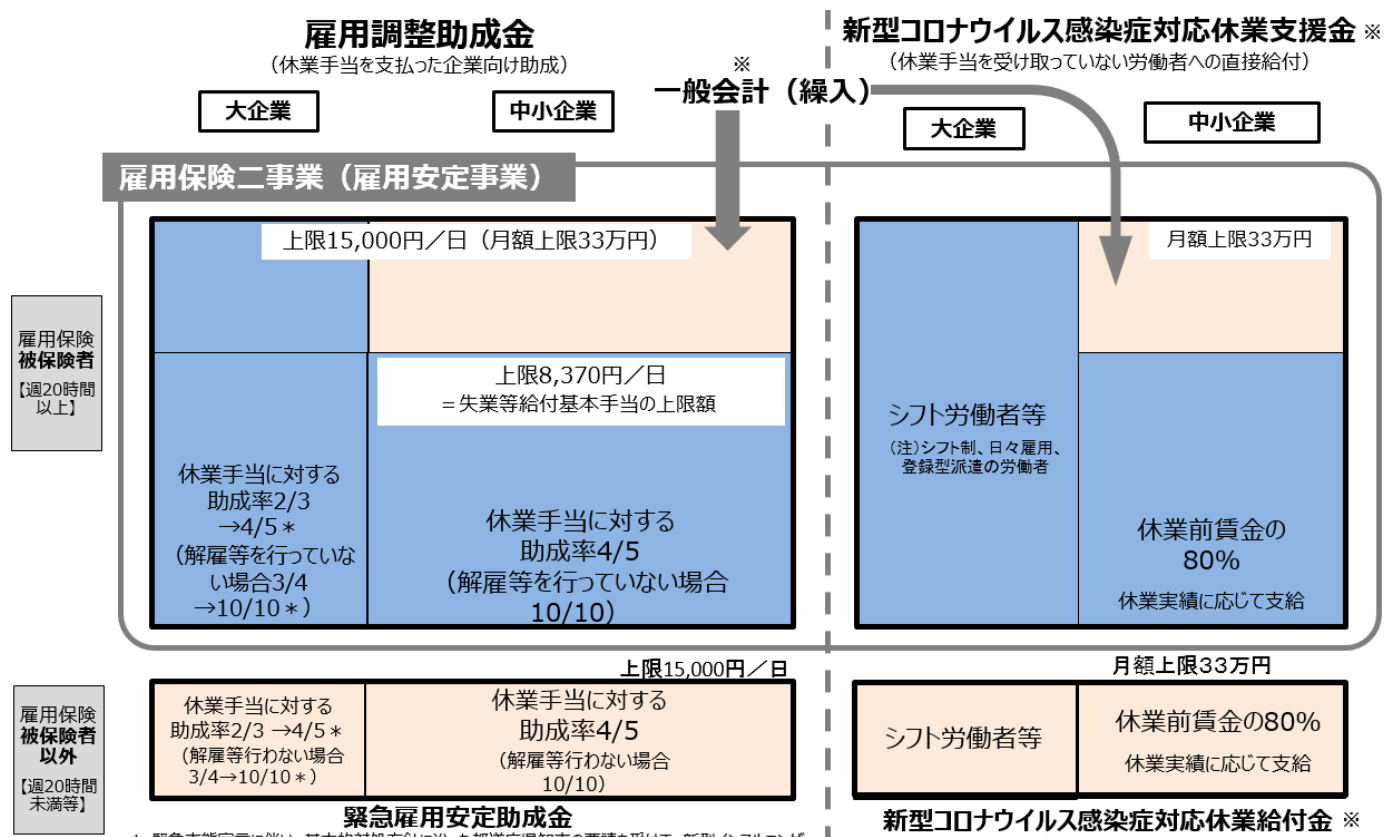 雇用調整助成金
（休業手当を支払った企業向け助成）
大企業
中小企業
※
一般会計（繰入）
新型コロナウイルス感染症対応休業支援金 ※
（休業手当を受け取っていない労働者への直接給付）
大企業
中小企業
雇用保険二事業（雇用安定事業）
雇用保険
被保険者
【週20時間
以上】
上限15,000円／日（月額上限33万円）
上限8,370円／日
＝失業等給付基本手当の上限額
休業手当に対する
助成率2/3
→4/5＊
（解雇等を行っていな
い場合3/4
→10/10＊）
休業手当に対する
助成率4/5
（解雇等を行っていない場合
10/10）
月額上限33万円
シフト労働者等
（注）シフト制、日々雇用、
登録型派遣の労働者
休業前賃金の
80%
休業実績に応じて支給
雇用保険
被保険者
以外
【週20時間
未満等】
上限15,000円／日
休業手当に対する
助成率2/3 →4/5＊
（解雇等行わない場合
3/4→10/10＊）
休業手当に対する
助成率4/5
（解雇等行わない場合
10/10）
緊急雇用安定助成金
月額上限33万円
シフト労働者等
休業前賃金の80%
休業実績に応じて支給
新型コロナウイルス感染症対応休業給付金 ※